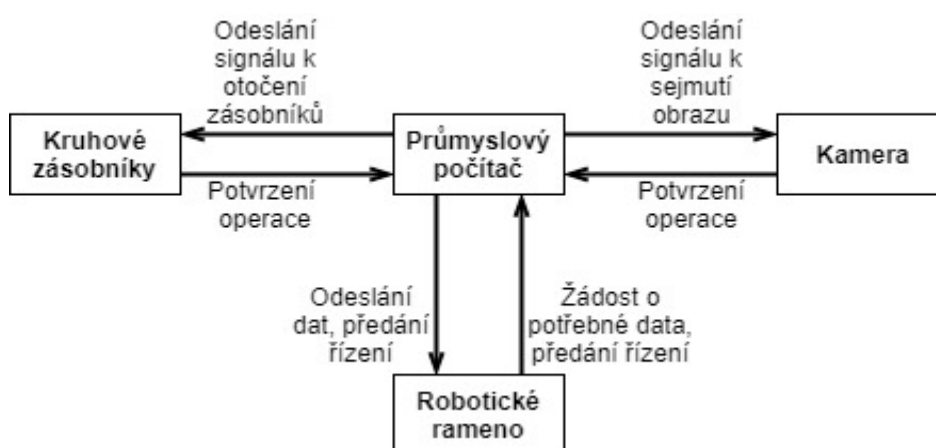 Odeslání
signálu k
otočení
zásobníků
Odeslání
signálu k
sejmutí
obrazu
Kruhové
zásobníky
Průmyslový
počítač
Kamera
Potvrzení
operace
Potvrzení
operace
Odeslání
dat, předání
řízení
Žádost o
potřebné data,
předání řízení
Robotické
rameno